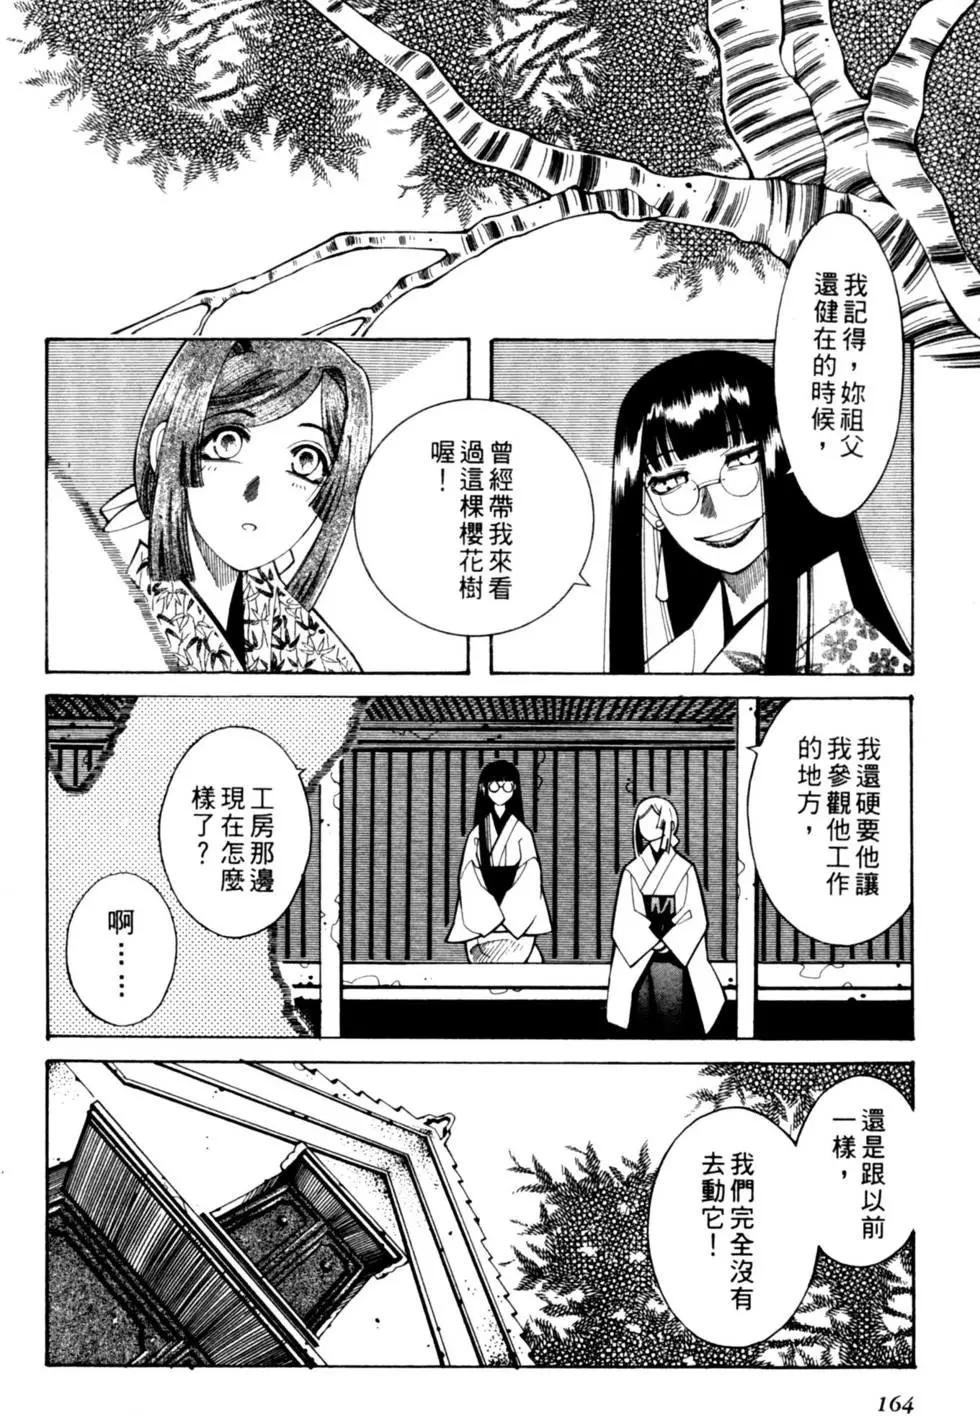 我記得，妳祖父
還健在的時候，
曾經帶我來看
過這棵櫻花樹
喔！
我還硬要他讓
我參觀他工作
的地方，
工房那邊
現在怎麼
樣了？
啊……
還是跟以前
一樣，
我們完全沒有
去動它！
164